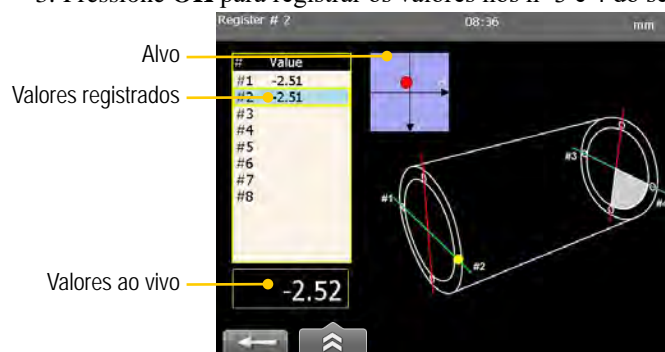 3. Pressione OK para registrar os valores nos nº 3 e 4 do se
Register # 2 08:36 mm
Alvo
# Value
Valores registrados
#1 -2.51
#2 -2.51
#3
#4
#5
#6
#7
#8
#3
#4
#1
#2
Valores ao vivo
-2.52